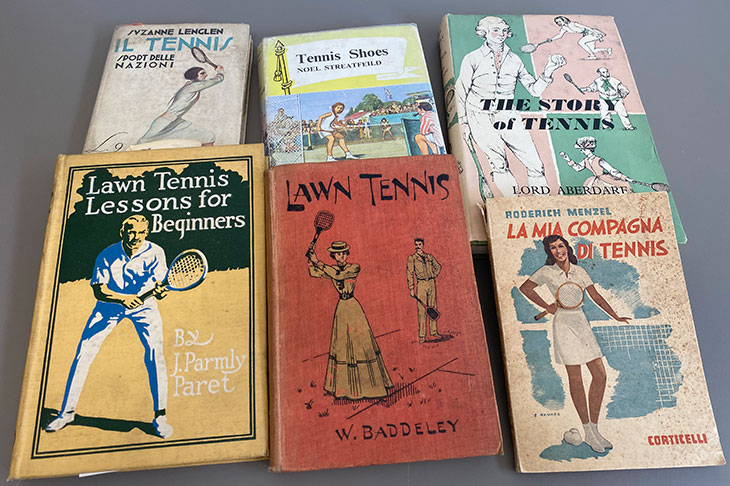 SVZANNE LENGLEN
IL TENNIS
SPORT DELLE
NAZIONI
Tennis Shoes
NOEL STREATFEILD
THE STORY
of TENNIS
LORD ABERDARE
Lawn Tennis
Lessons for
Beginners
By
J. Parmly
Paret
LAWN TENNIS
W. BADDELEY
RODERICH MENZEL
LA MIA COMPAGNA
DI TENNIS
CORTICELLI